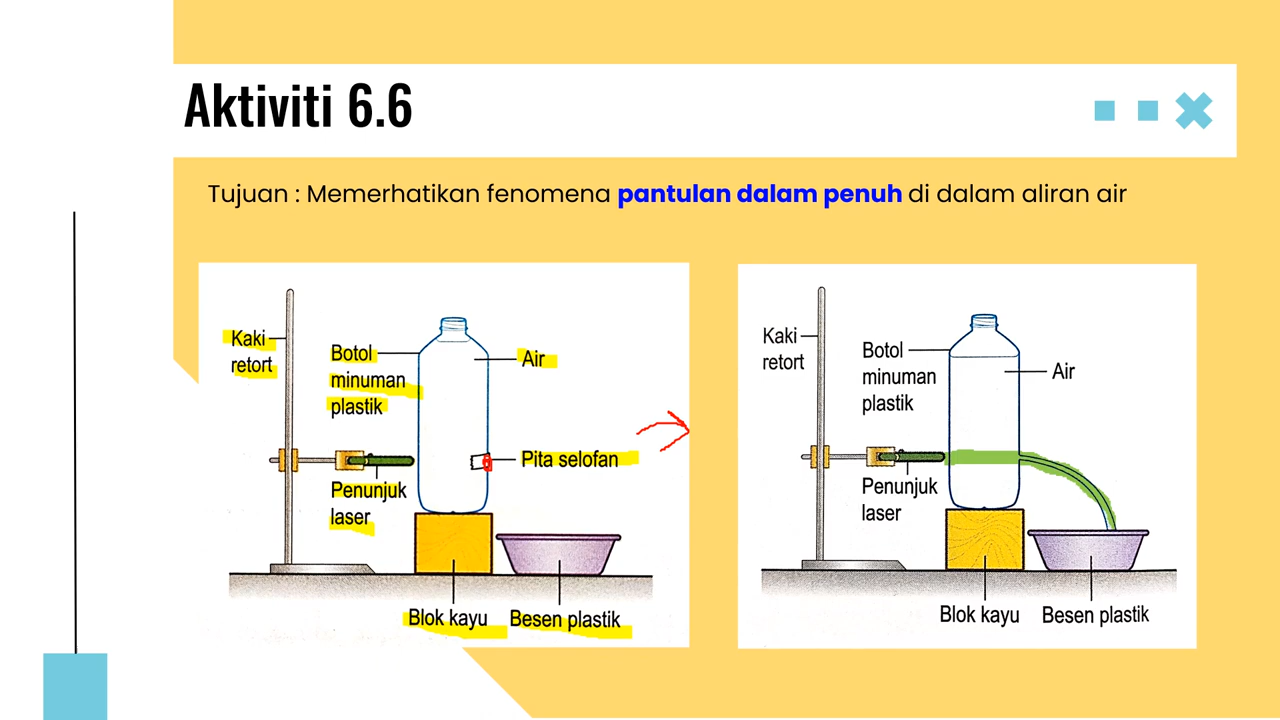 Aktiviti 6.6
Tujuan : Memerhatikan fenomena pantulan dalam penuh di dalam aliran air
Kaki
retort
Botol
minuman
plastik
Air
Pita selofan
Penunjuk
laser
Blok kayu
Besen plastik
Kaki
retort
Botol
minuman
plastik
Air
Penunjuk
laser
Blok kayu
Besen plastik